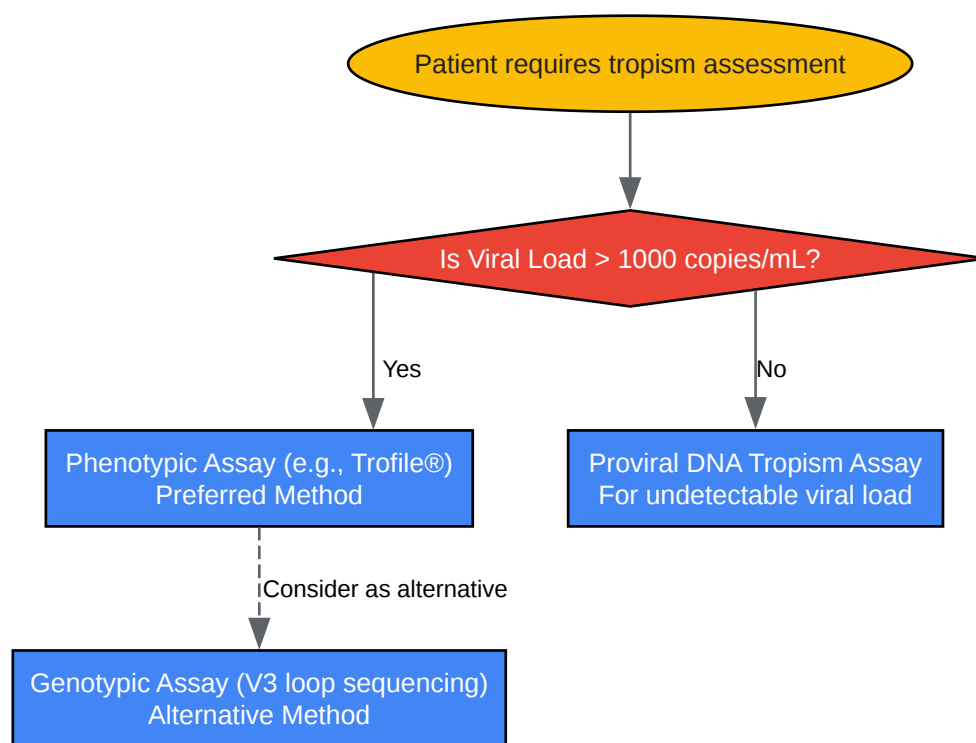 Patient requires tropism assessment
Is Viral Load > 1000 copies/mL?
Yes
No
Phenotypic Assay (e.g., Trofile®)
Preferred Method
Proviral DNA Tropism Assay
For undetectable viral load
Consider as alternative
Genotypic Assay (V3 loop sequencing)
Alternative Method